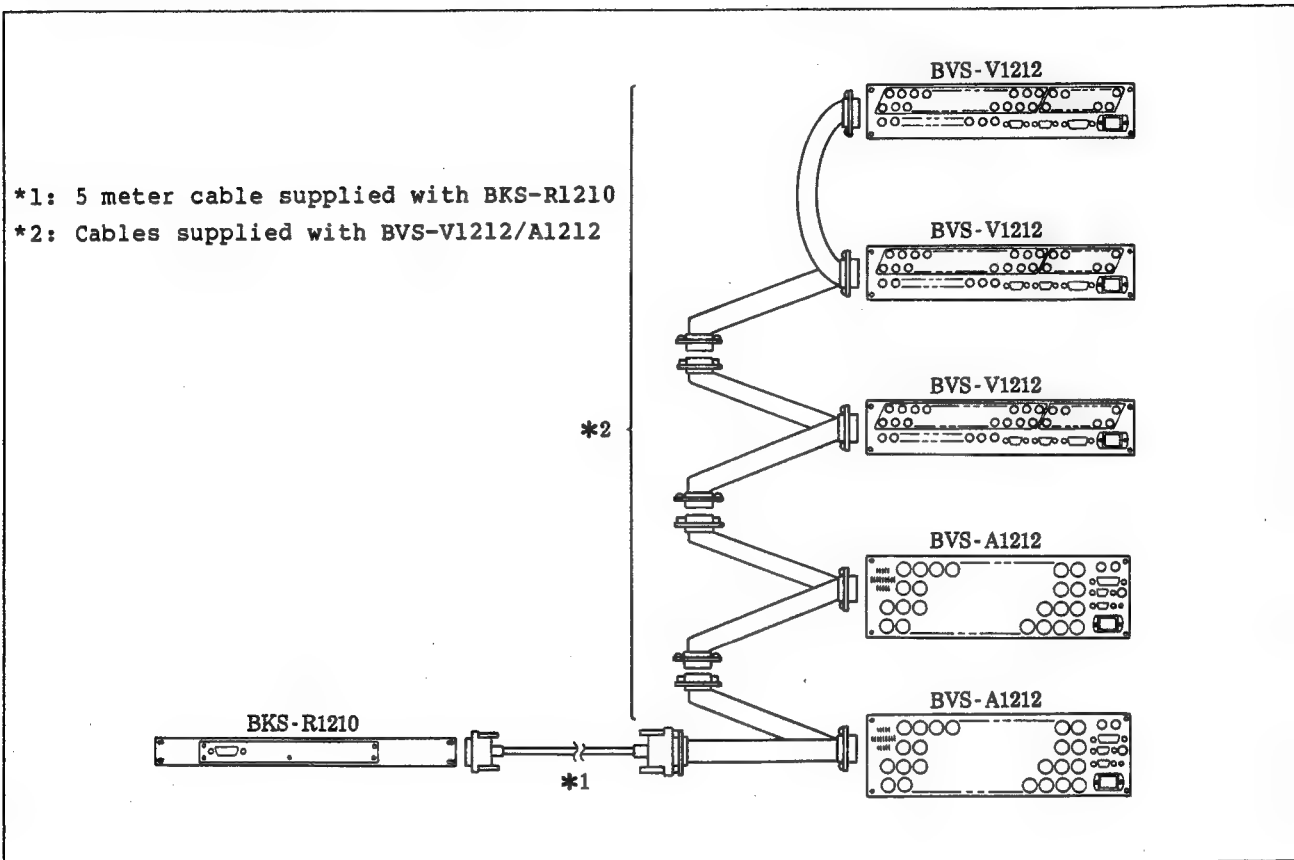 BVS-V1212
*1: 5 meter cable supplied with BKS-R1210
*2: Cables supplied with BVS-V1212/A1212
BVS-V1212
BVS-V1212
*2
BVS-A1212
BVS-A1212
BKS-R1210
*1